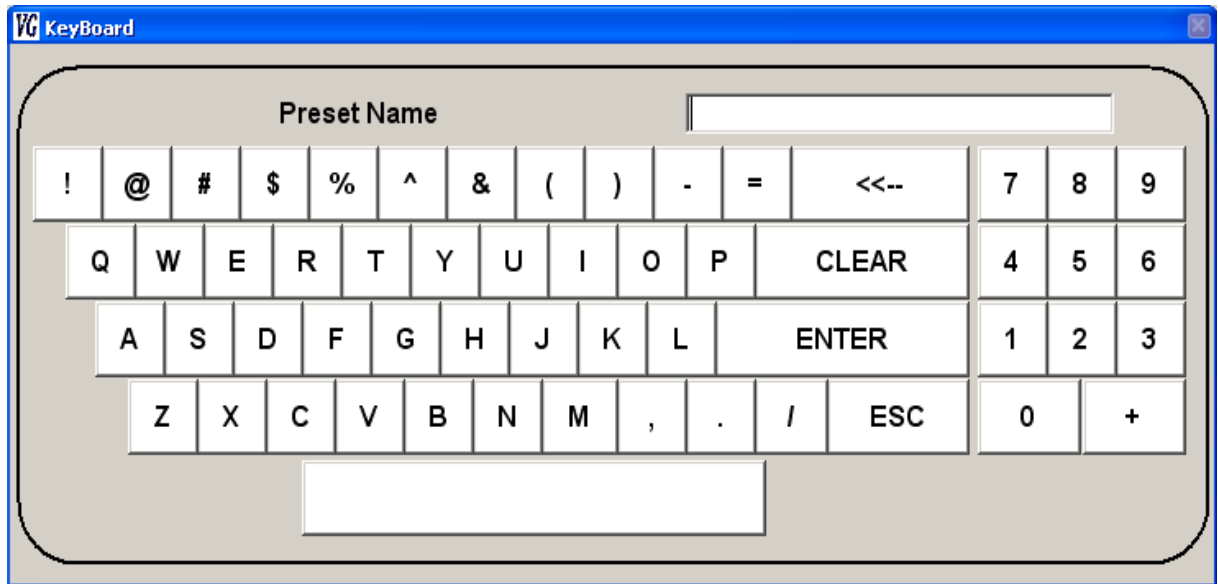 VG KeyBoard
Preset Name
! @ # $ % ^ & ( ) - = <<-- 7 8 9
Q W E R T Y U I O P CLEAR 4 5 6
A S D F G H J K L ENTER 1 2 3
Z X C V B N M , . / ESC 0 +